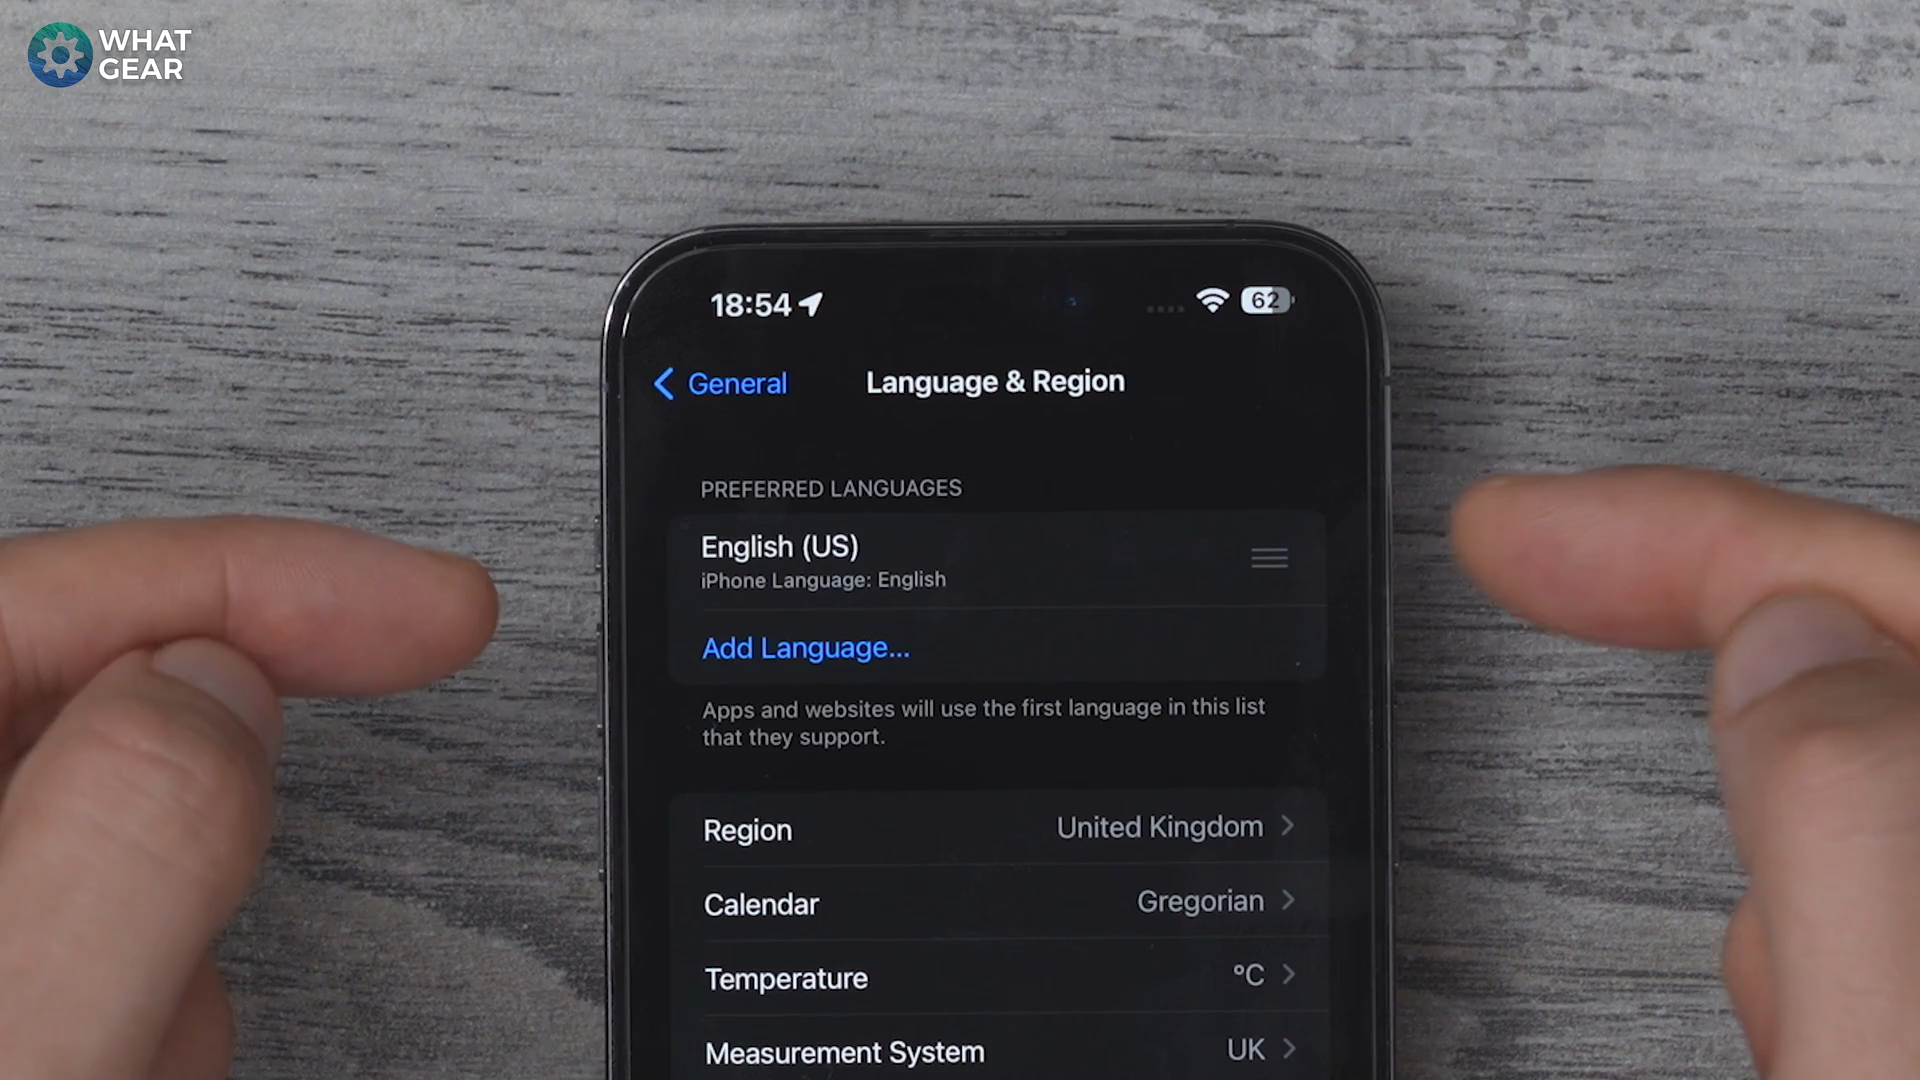 WHAT
GEAR
18:54
62
General
Language & Region
PREFERRED LANGUAGES
English (US)
iPhone Language: English
Add Language...
Apps and websites will use the first language in this list
that they support.
Region United Kingdom
Calendar Gregorian
Temperature °C
Measurement System UK